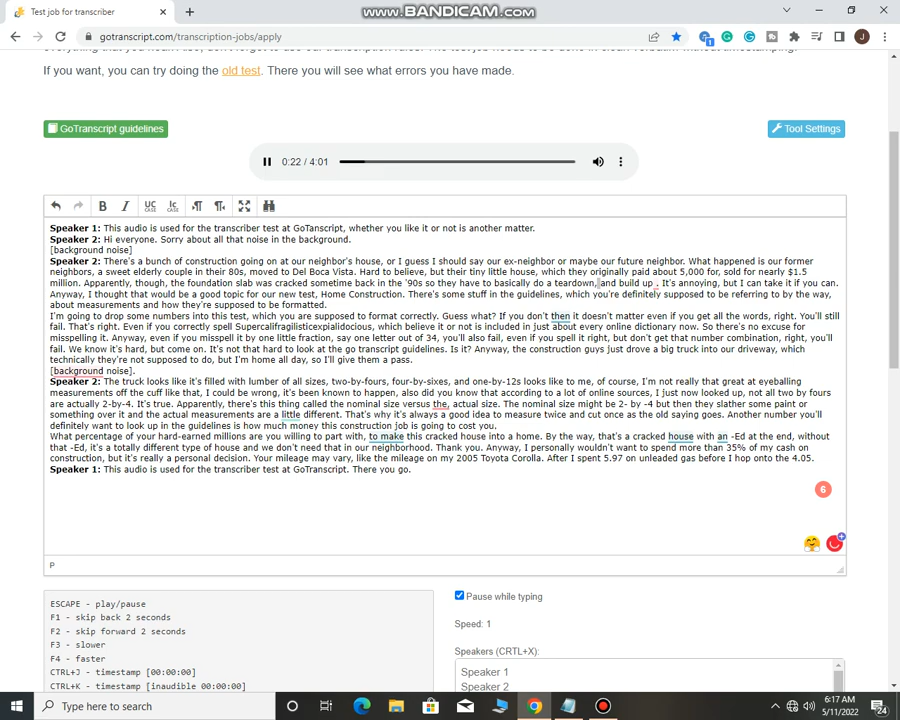 Test job for transcriber
www.BANDICAM.com
gotranscript.com/transcription-jobs/apply
If you want, you can try doing the old test. There you will see what errors you have made.
GoTranscript guidelines
Tool Settings
0:22 / 4:01
B I UC CASE lc CASE
Speaker 1: This audio is used for the transcriber test at GoTanscript, whether you like it or not is another matter.
Speaker 2: Hi everyone. Sorry about all that noise in the background.
[background noise]
Speaker 2: There's a bunch of construction going on at our neighbor's house, or I guess I should say our ex-neighbor or maybe our future neighbor. What happened is our former
neighbors, a sweet elderly couple in their 80s, moved to Del Boca Vista. Hard to believe, but their tiny little house, which they originally paid about 5,000 for, sold for nearly $1.5
million. Apparently, though, the foundation slab was cracked sometime back in the '90s so they have to basically do a teardown, and build up . It's annoying, but I can take it if you can.
Anyway, I thought that would be a good topic for our new test, Home Construction. There's some stuff in the guidelines, which you're definitely supposed to be referring to by the way,
about measurements and how they're supposed to be formatted.
I'm going to drop some numbers into this test, which you are supposed to format correctly. Guess what? If you don't then it doesn't matter even if you get all the words, right. You'll still
fail. That's right. Even if you correctly spell Supercalifragilisticexpialidocious, which believe it or not is included in just about every online dictionary now. So there's no excuse for
misspelling it. Anyway, even if you misspell it by one little fraction, say one letter out of 34, you'll also fail, even if you spell it right, but don't get that number combination, right, you'll
fail. We know it's hard, but come on. It's not that hard to look at the go transcript guidelines. Is it? Anyway, the construction guys just drove a big truck into our driveway, which
technically they're not supposed to do, but I'm home all day, so I'll give them a pass.
[background noise].
Speaker 2: The truck looks like it's filled with lumber of all sizes, two-by-fours, four-by-sixes, and one-by-12s looks like to me, of course, I'm not really that great at eyeballing
measurements off the cuff like that, I could be wrong, it's been known to happen, also did you know that according to a lot of online sources, I just now looked up, not all two by fours
are actually 2-by-4. It's true. Apparently, there's this thing called the nominal size versus the, actual size. The nominal size might be 2- by -4 but then they slather some paint or
something over it and the actual measurements are a little different. That's why it's always a good idea to measure twice and cut once as the old saying goes. Another number you'll
definitely want to look up in the guidelines is how much money this construction job is going to cost you.
What percentage of your hard-earned millions are you willing to part with, to make this cracked house into a home. By the way, that's a cracked house with an -Ed at the end, without
that -Ed, it's a totally different type of house and we don't need that in our neighborhood. Thank you. Anyway, I personally wouldn't want to spend more than 35% of my cash on
construction, but it's really a personal decision. Your mileage may vary, like the mileage on my 2005 Toyota Corolla. After I spent 5.97 on unleaded gas before I hop onto the 4.05.
Speaker 1: This audio is used for the transcriber test at GoTranscript. There you go.
6
P
ESCAPE - play/pause
F1 - skip back 2 seconds
F2 - skip forward 2 seconds
F3 - slower
F4 - faster
CTRL+J - timestamp [00:00:00]
CTRL+K - timestamp [inaudible 00:00:00]
Pause while typing
Speed: 1
Speakers (CRTL+X):
Speaker 1
Speaker 2
Type here to search
6:17 AM
5/11/2022
24